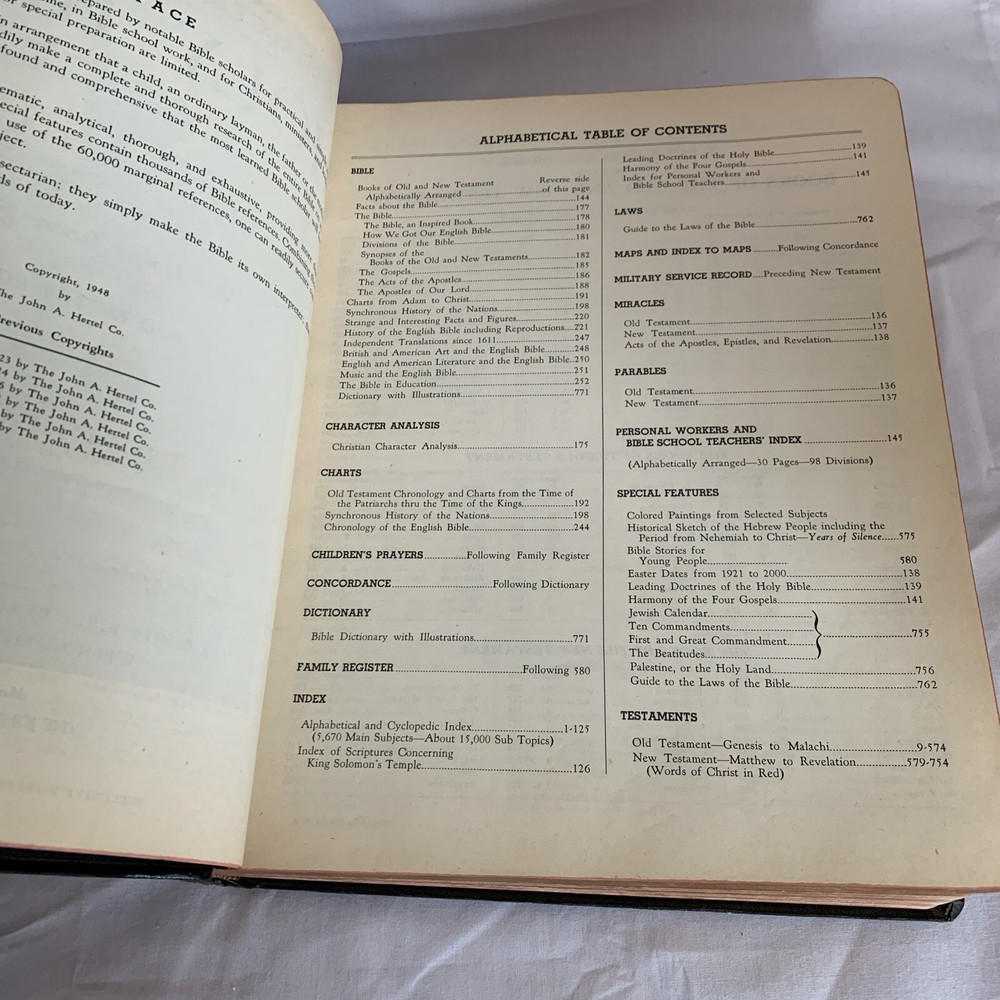 ACE
epared by notable Bible scholars for practical and
ine, in Bible school work, and for Christians, ministers and
or special preparation are limited.
n arrangement that a child, an ordinary layman, the father or the
dily make a complete and thorough research of the entire Bible
found and comprehensive that the most learned Bible scholar will
ematic, analytical, thorough, and exhaustive, providing
ecial features contain thousands of Bible references.
use of the 60,000 marginal references, one can readily
ject.
sectarian; they simply make the Bible its own interpreter
ds of today.
Copyright, 1948
by
The John A. Hertel Co.
Previous Copyrights
23 by The John A. Hertel Co.
4 by The John A. Hertel Co.
6 by The John A. Hertel Co.
by The John A. Hertel Co.
by The John A. Hertel Co.
by The John A. Hertel Co.
ALPHABETICAL TABLE OF CONTENTS
BIBLE
Books of Old and New Testament Reverse side
Alphabetically Arranged of this page
Facts about the Bible 144
The Bible 177
The Bible, an Inspired Book 178
How We Got Our English Bible 180
Divisions of the Bible 181
Synopses of the
Books of the Old and New Testaments 182
The Gospels 185
The Acts of the Apostles 186
The Apostles of Our Lord 188
Charts from Adam to Christ 191
Synchronous History of the Nations 198
Strange and Interesting Facts and Figures 220
History of the English Bible including Reproductions 221
Independent Translations since 1611 247
British and American Art and the English Bible 248
English and American Literature and the English Bible 250
Music and the English Bible 251
The Bible in Education 252
Dictionary with Illustrations 771
CHARACTER ANALYSIS
Christian Character Analysis 175
CHARTS
Old Testament Chronology and Charts from the Time of
the Patriarchs thru the Time of the Kings 192
Synchronous History of the Nations 198
Chronology of the English Bible 244
CHILDREN'S PRAYERS Following Family Register
CONCORDANCE Following Dictionary
DICTIONARY
Bible Dictionary with Illustrations 771
FAMILY REGISTER Following 580
INDEX
Alphabetical and Cyclopedic Index 1-125
(5,670 Main Subjects—About 15,000 Sub Topics)
Index of Scriptures Concerning
King Solomon's Temple 126
Leading Doctrines of the Holy Bible 139
Harmony of the Four Gospels 141
Index for Personal Workers and
Bible School Teachers 145
LAWS
Guide to the Laws of the Bible 762
MAPS AND INDEX TO MAPS Following Concordance
MILITARY SERVICE RECORD Preceding New Testament
MIRACLES
Old Testament 136
New Testament 137
Acts of the Apostles, Epistles, and Revelation 138
PARABLES
Old Testament 136
New Testament 137
PERSONAL WORKERS AND
BIBLE SCHOOL TEACHERS' INDEX 145
(Alphabetically Arranged—30 Pages—98 Divisions)
SPECIAL FEATURES
Colored Paintings from Selected Subjects
Historical Sketch of the Hebrew People including the
Period from Nehemiah to Christ—Years of Silence 575
Bible Stories for
Young People 580
Easter Dates from 1921 to 2000 138
Leading Doctrines of the Holy Bible 139
Harmony of the Four Gospels 141
Jewish Calendar
Ten Commandments
First and Great Commandment 755
The Beatitudes
Palestine, or the Holy Land 756
Guide to the Laws of the Bible 762
TESTAMENTS
Old Testament—Genesis to Malachi 9-574
New Testament—Matthew to Revelation 579-754
(Words of Christ in Red)